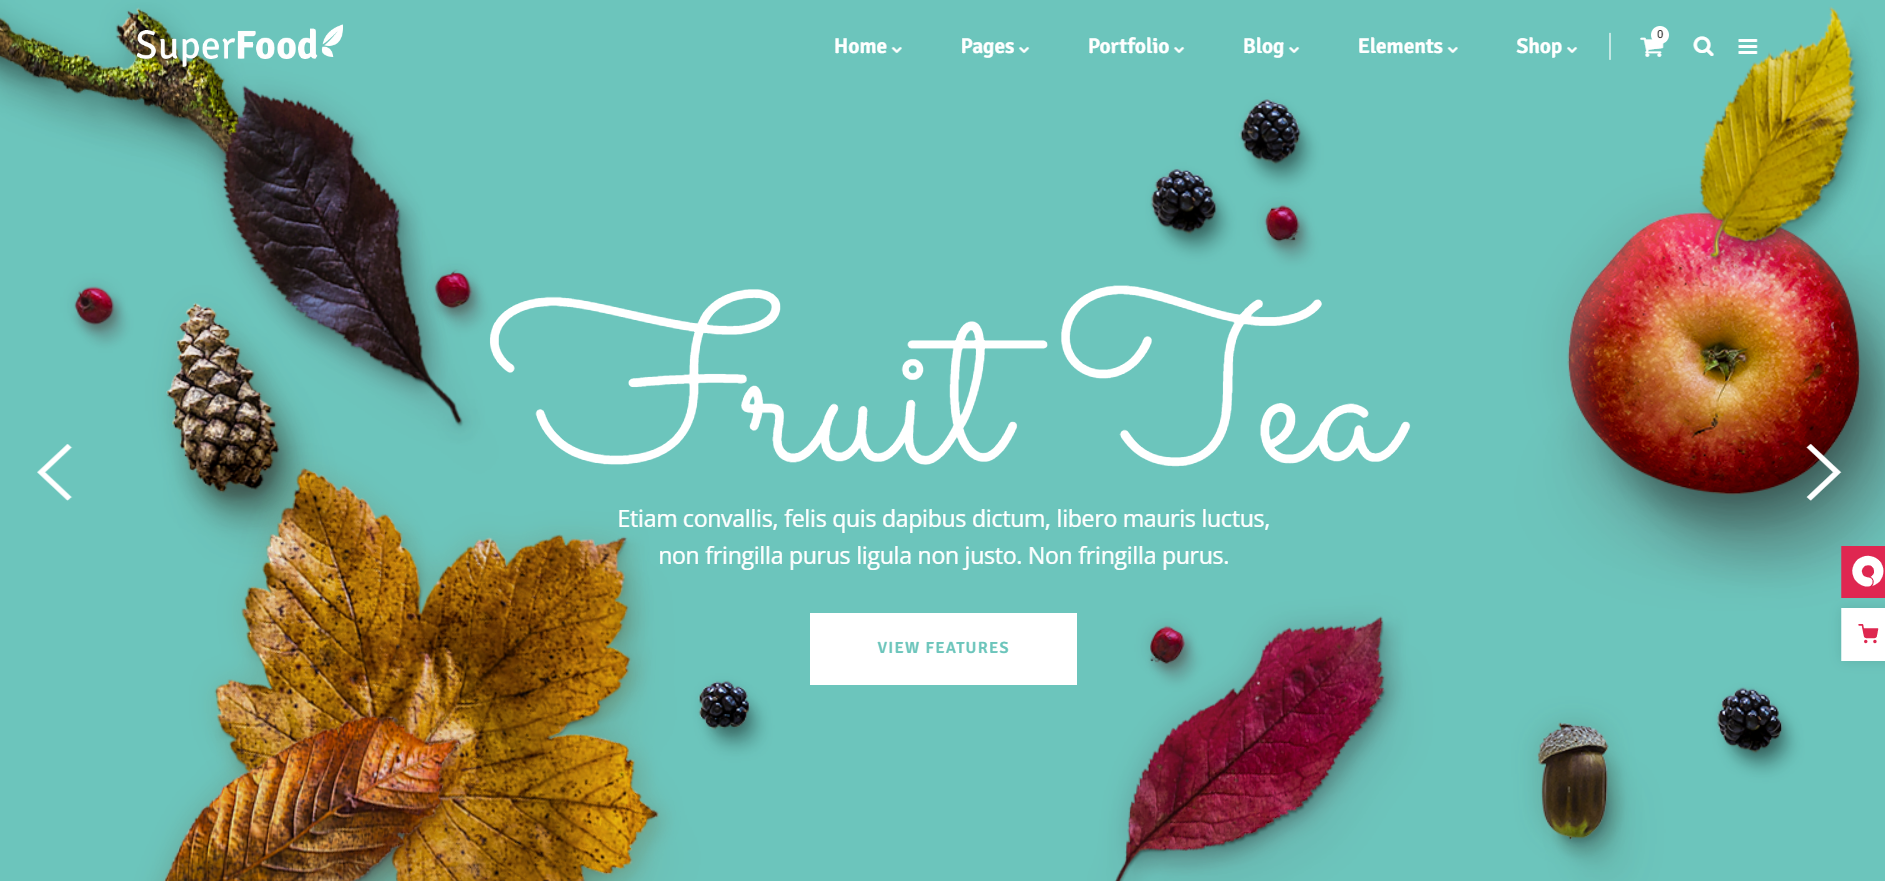 SuperFood
Home Pages Portfolio Blog Elements Shop 0
Fruit Tea
Etiam convallis, felis quis dapibus dictum, libero mauris luctus,
non fringilla purus ligula non justo. Non fringilla purus.
VIEW FEATURES